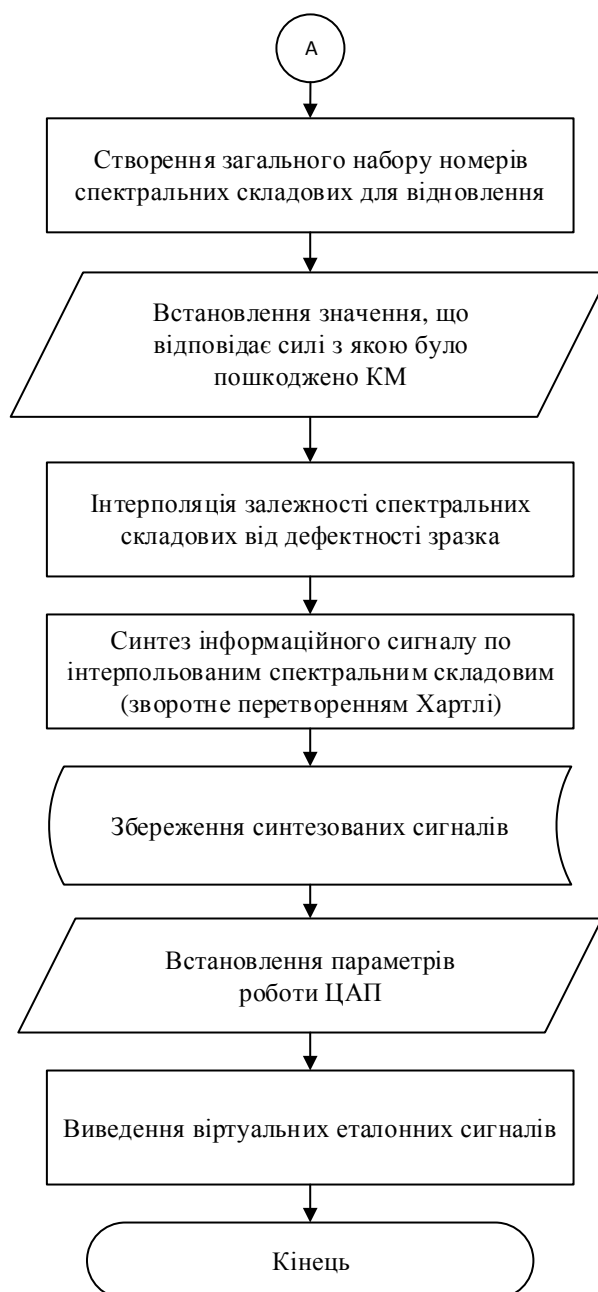 А
Створення загального набору номерів
спектральних складових для відновлення
Встановлення значення, що
відповідає силі з якою було
пошкоджено КМ
Інтерполяція залежності спектральних
складових від дефектності зразка
Синтез інформаційного сигналу по
інтерпольованим спектральним складовим
(зворотне перетворенням Хартлі)
Збереження синтезованих сигналів
Встановлення параметрів
роботи ЦАП
Виведення віртуальних еталонних сигналів
Кінець